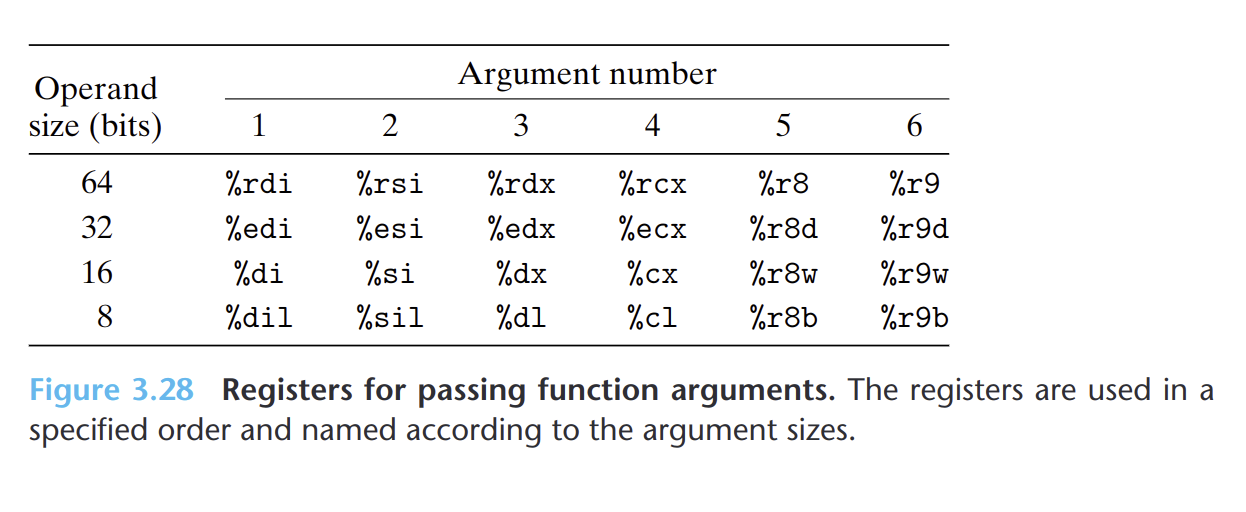 Operand size (bits) Argument number
1 2 3 4 5 6
64 %rdi %rsi %rdx %rcx %r8 %r9
32 %edi %esi %edx %ecx %r8d %r9d
16 %di %si %dx %cx %r8w %r9w
8 %dil %sil %dl %cl %r8b %r9b
Figure 3.28 Registers for passing function arguments. The registers are used in a
specified order and named according to the argument sizes.